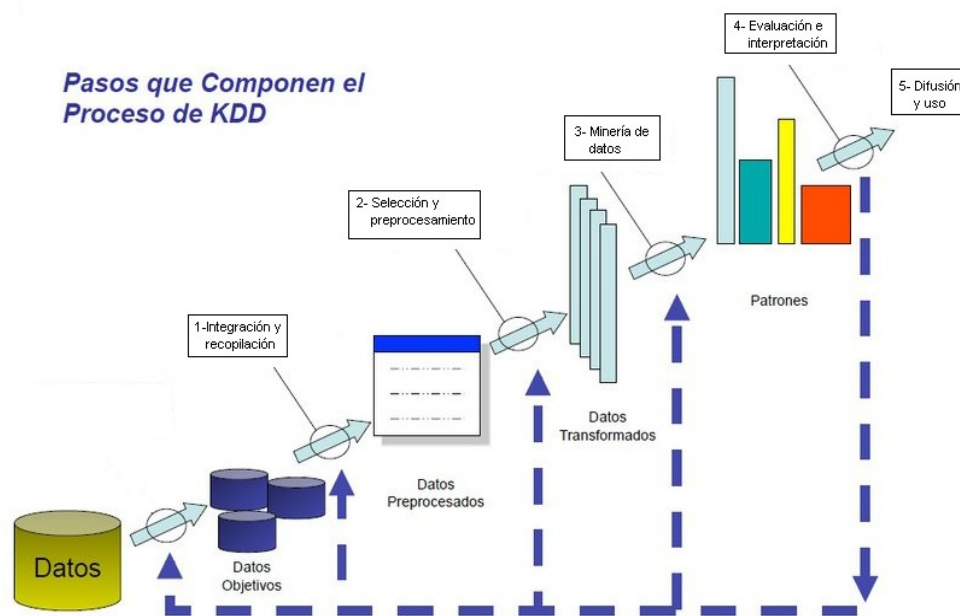 Pasos que Componen el
Proceso de KDD
4- Evaluación e
interpretación
5- Difusión
y uso
3- Minería de
datos
2- Selección y
preprocesamiento
1-Integración y
recopilación
Patrones
Datos
Transformados
Datos
Preprocesados
Datos
Objetivos
Datos